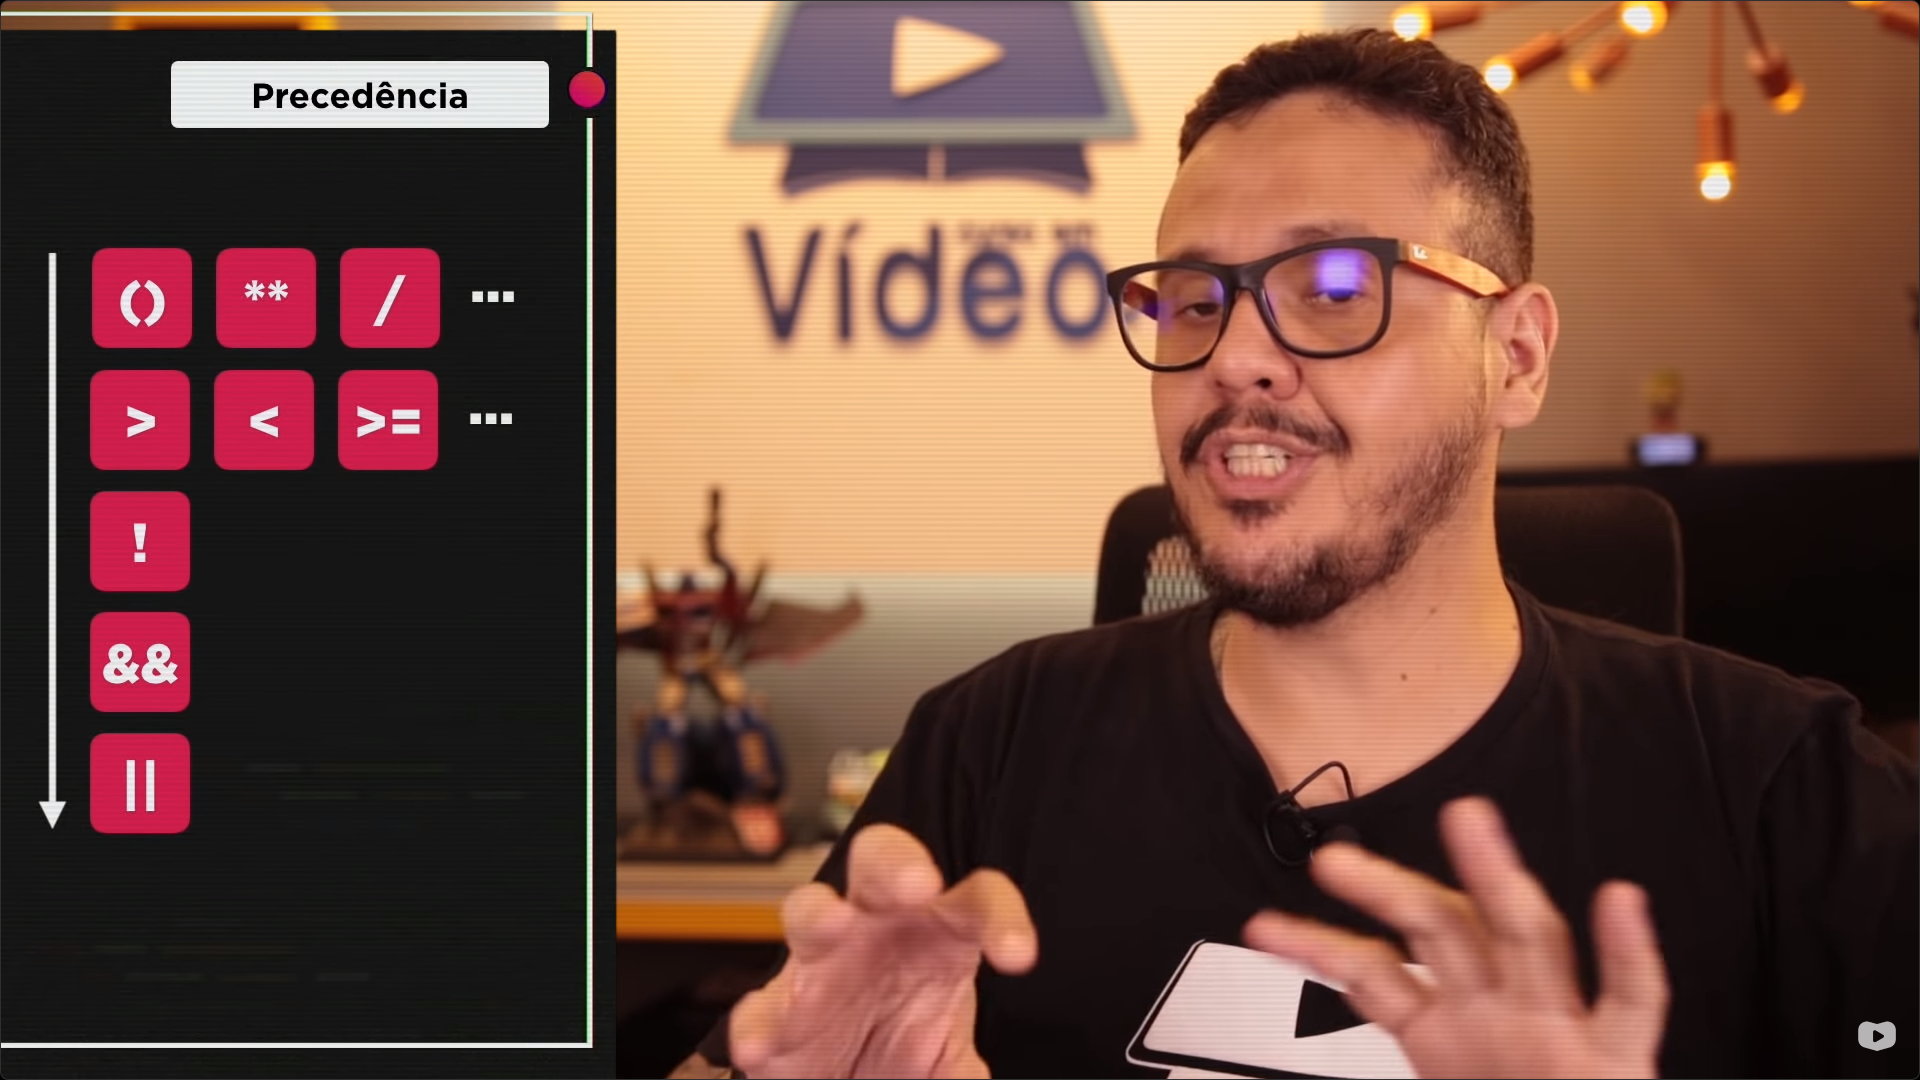 Precedência
() ** / ...
> < >= ...
!
&&
||
Vídeo